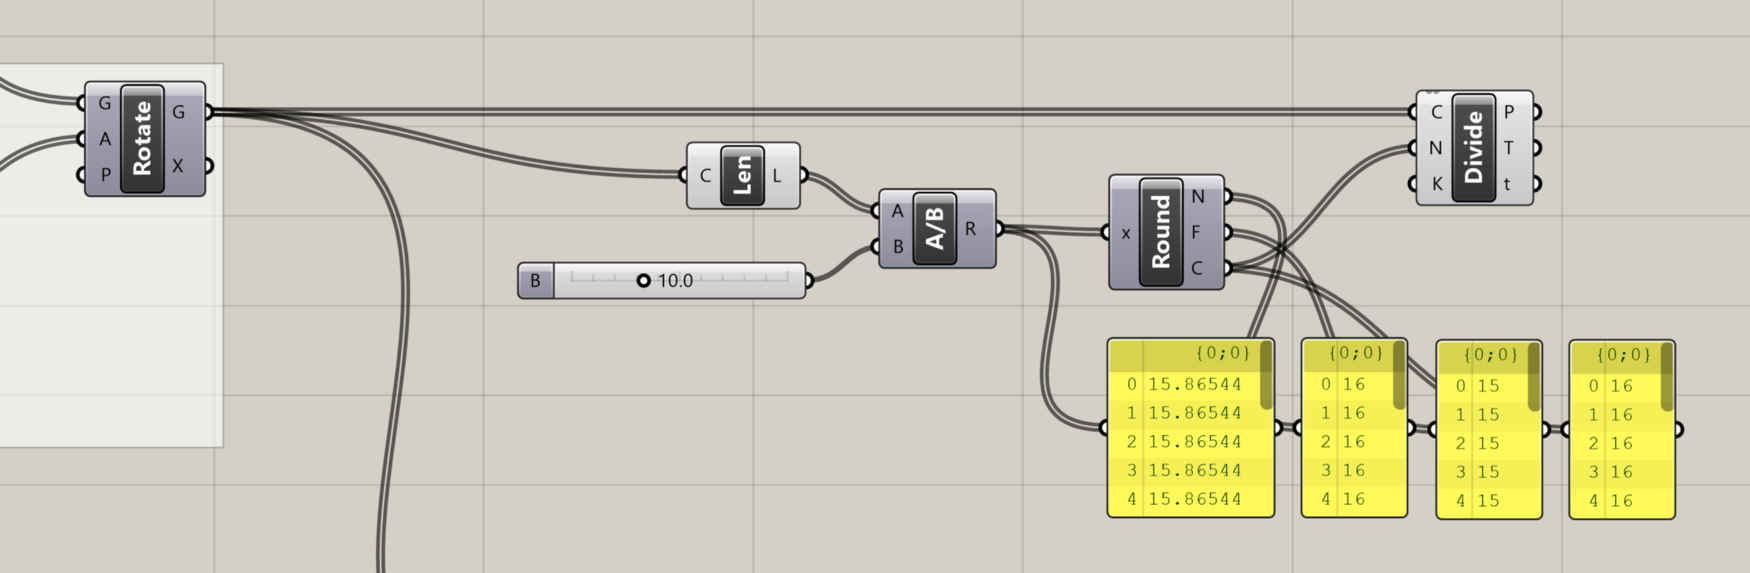 G
A
P
Rotate
G
X
C
Len
L
B
10.0
A
B
A/B
R
x
Round
N
F
C
C
N
K
Divide
P
T
t
{0;0}
0 15.86544
1 15.86544
2 15.86544
3 15.86544
4 15.86544
{0;0}
0 16
1 16
2 16
3 16
4 16
{0;0}
0 15
1 15
2 15
3 15
4 15
{0;0}
0 16
1 16
2 16
3 16
4 16